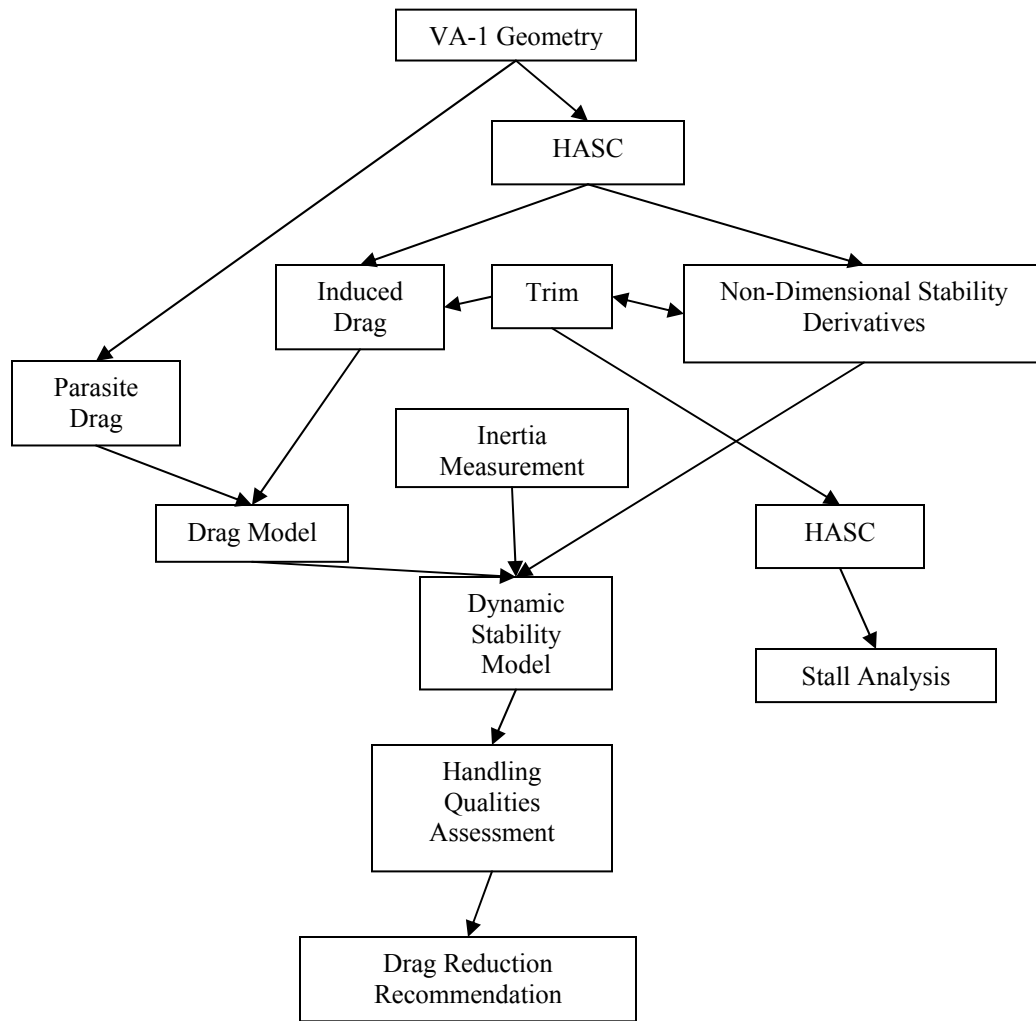 VA-1 Geometry
HASC
Induced
Drag
Trim
Non-Dimensional Stability
Derivatives
Parasite
Drag
Inertia
Measurement
Drag Model
HASC
Dynamic
Stability
Model
Stall Analysis
Handling
Qualities
Assessment
Drag Reduction
Recommendation